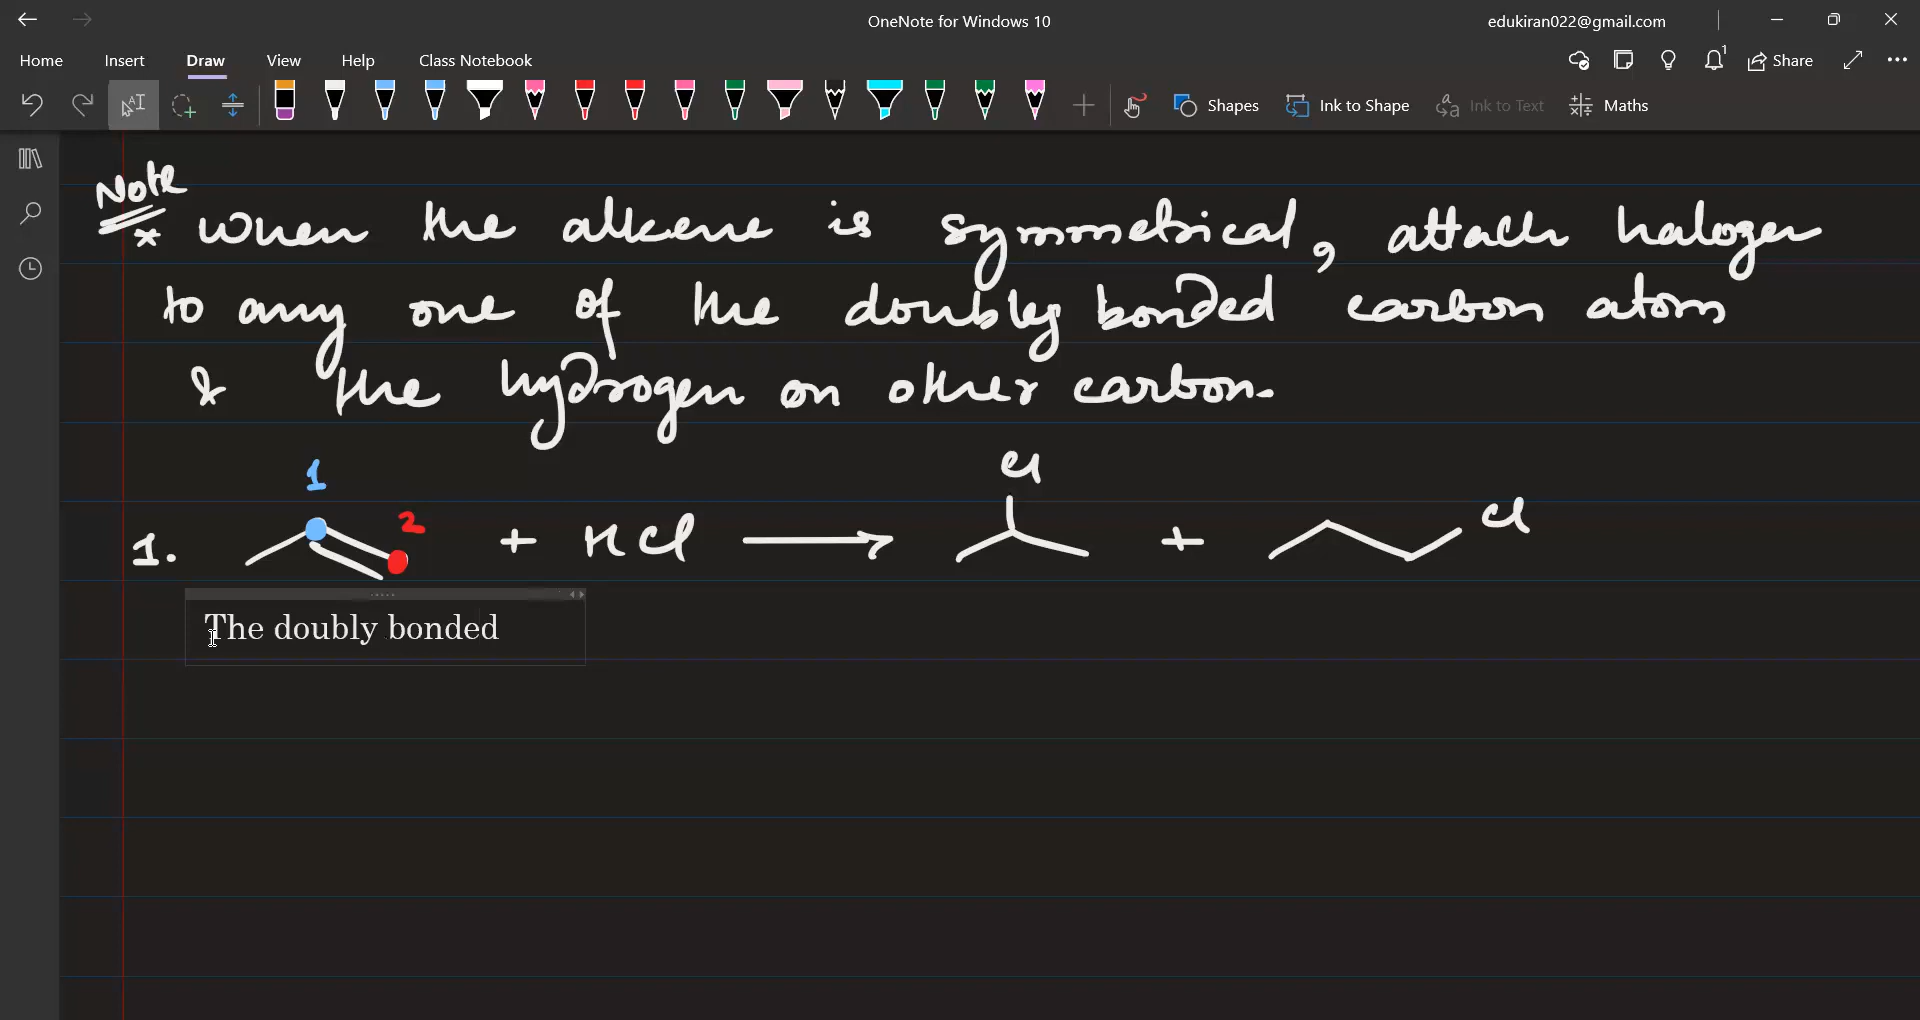 OneNote for Windows 10
edukiran022@gmail.com
Home Insert Draw View Help Class Notebook
1 Share
Shapes Ink to Shape Ink to Text Maths
Note
* When the alkene is symmetrical, attach halogen
to any one of the doubly bonded carbon atom
& the hydrogen on other carbon.
1 Cl
1. 2 + HCl → + Cl
The doubly bonded